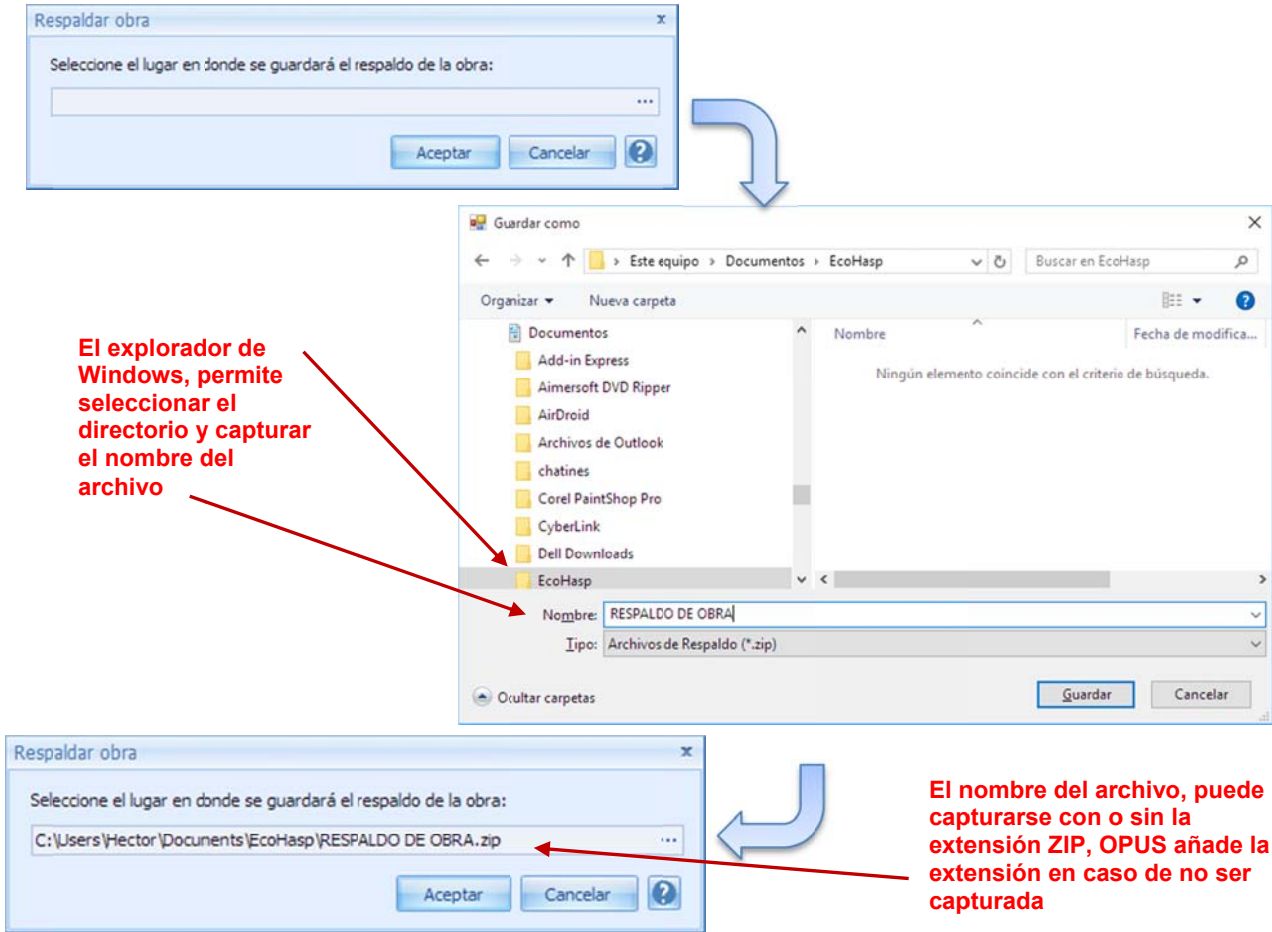 Respaldar obra
x
Seleccione el lugar en donde se guardará el respaldo de la obra:
...
Aceptar
Cancelar
?
Guardar como
Este equipo > Documentos > EcoHasp
Buscar en EcoHasp
Organizar
Nueva carpeta
?
Documentos
Add-in Express
Aimersoft DVD Ripper
AirDroid
Archivos de Outlook
chatines
Corel PaintShop Pro
CyberLink
Dell Downloads
EcoHasp
Nombre
Fecha de modifica...
Ningún elemento coincide con el criterio de búsqueda.
Nombre: RESPALDO DE OBRA
Tipo: Archivos de Respaldo (*.zip)
Ocultar carpetas
Guardar
Cancelar
El explorador de
Windows, permite
seleccionar el
directorio y capturar
el nombre del
archivo
Respaldar obra
x
Seleccione el lugar en donde se guardará el respaldo de la obra:
C:\Users\Hector\Documents\EcoHasp\RESPALDO DE OBRA.zip
...
Aceptar
Cancelar
?
El nombre del archivo, puede
capturarse con o sin la
extensión ZIP, OPUS añade la
extensión en caso de no ser
capturada